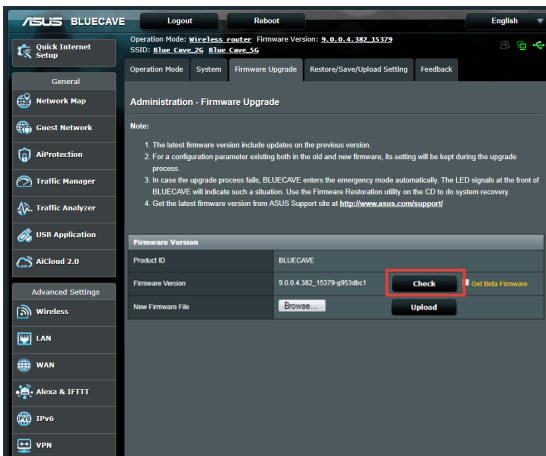 ASUS BLUECAVE Logout Reboot English
Quick Internet Setup
Operation Mode: Wireless router Firmware Version: 9.0.0.4.382_15379
SSID: Blue Cave_2G Blue Cave_5G
Operation Mode System Firmware Upgrade Restore/Save/Upload Setting Feedback
General
Network Map
Guest Network
AiProtection
Traffic Manager
Traffic Analyzer
USB Application
AiCloud 2.0
Advanced Settings
Wireless
LAN
WAN
Alexa & IFTTT
IPv6
VPN
Administration - Firmware Upgrade
Note:
1. The latest firmware version include updates on the previous version.
2. For a configuration parameter existing both in the old and new firmware, its setting will be kept during the upgrade
process.
3. In case the upgrade process fails, BLUECAVE enters the emergency mode automatically. The LED signals at the front of
BLUECAVE will indicate such a situation. Use the Firmware Restoration utility on the CD to do system recovery.
4. Get the latest firmware version from ASUS Support site at http://www.asus.com/support/
Firmware Version
Product ID BLUECAVE
Firmware Version 9.0.0.4.382_15379-g953dbc1 Check Get Beta Firmware
New Firmware File Browse... Upload